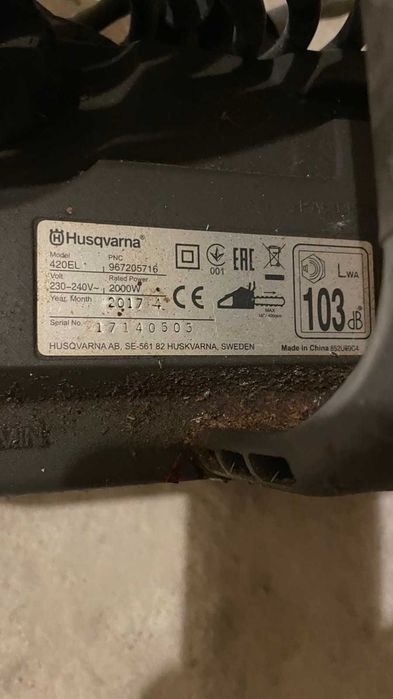 Husqvarna®
Model PNC
420EL 967205716
Volt Rated Power
230-240V~ 2000W
Year, Month 2017 4
Serial No. 17140505
001 EAC
CE
MAX
LWA
103 dB
HUSQVARNA AB, SE-561 82 HUSKVARNA, SWEDEN
Made in China